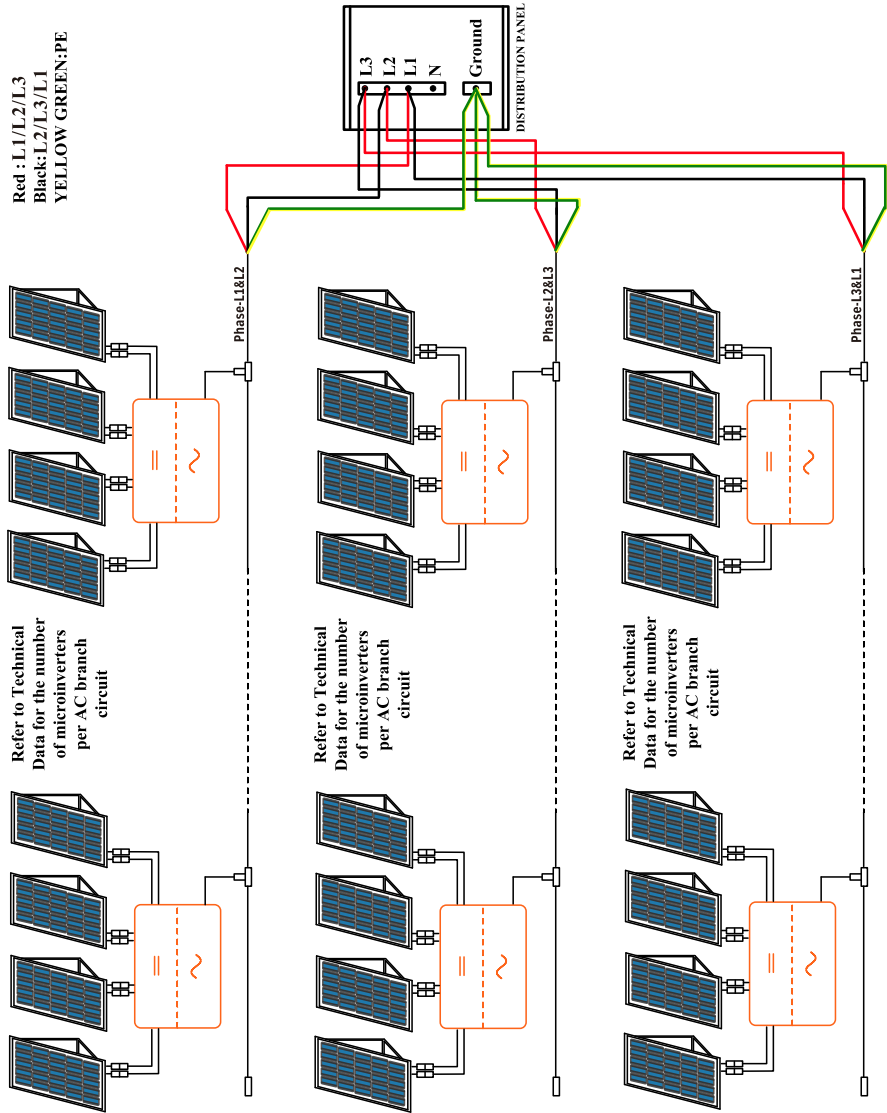 Red : L1/L2/L3
Black:L2/L3/L1
YELLOW GREEN:PE
L3
L2
L1
N
Ground
DISTRIBUTION PANEL
Phase-L1&L2
Phase-L2&L3
Phase-L3&L1
Refer to Technical
Data for the number
of microinverters
per AC branch
circuit
Refer to Technical
Data for the number
of microinverters
per AC branch
circuit
Refer to Technical
Data for the number
of microinverters
per AC branch
circuit